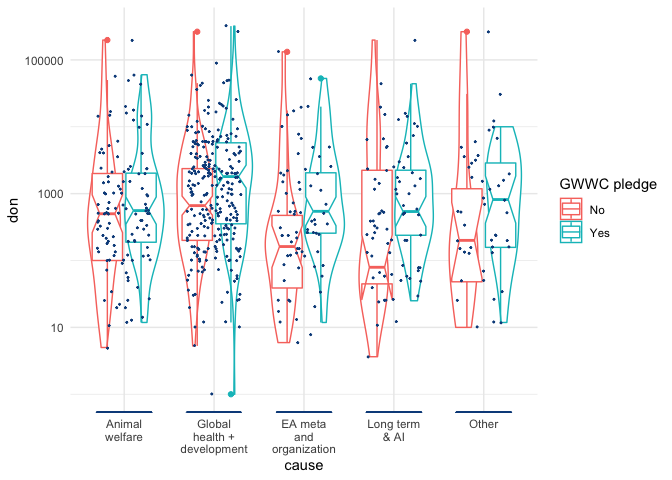 100000
1000
10
don
Animal
welfare
Global
health +
development
EA meta
and
organization
Long term
& AI
Other
cause
GWWC pledge
No
Yes